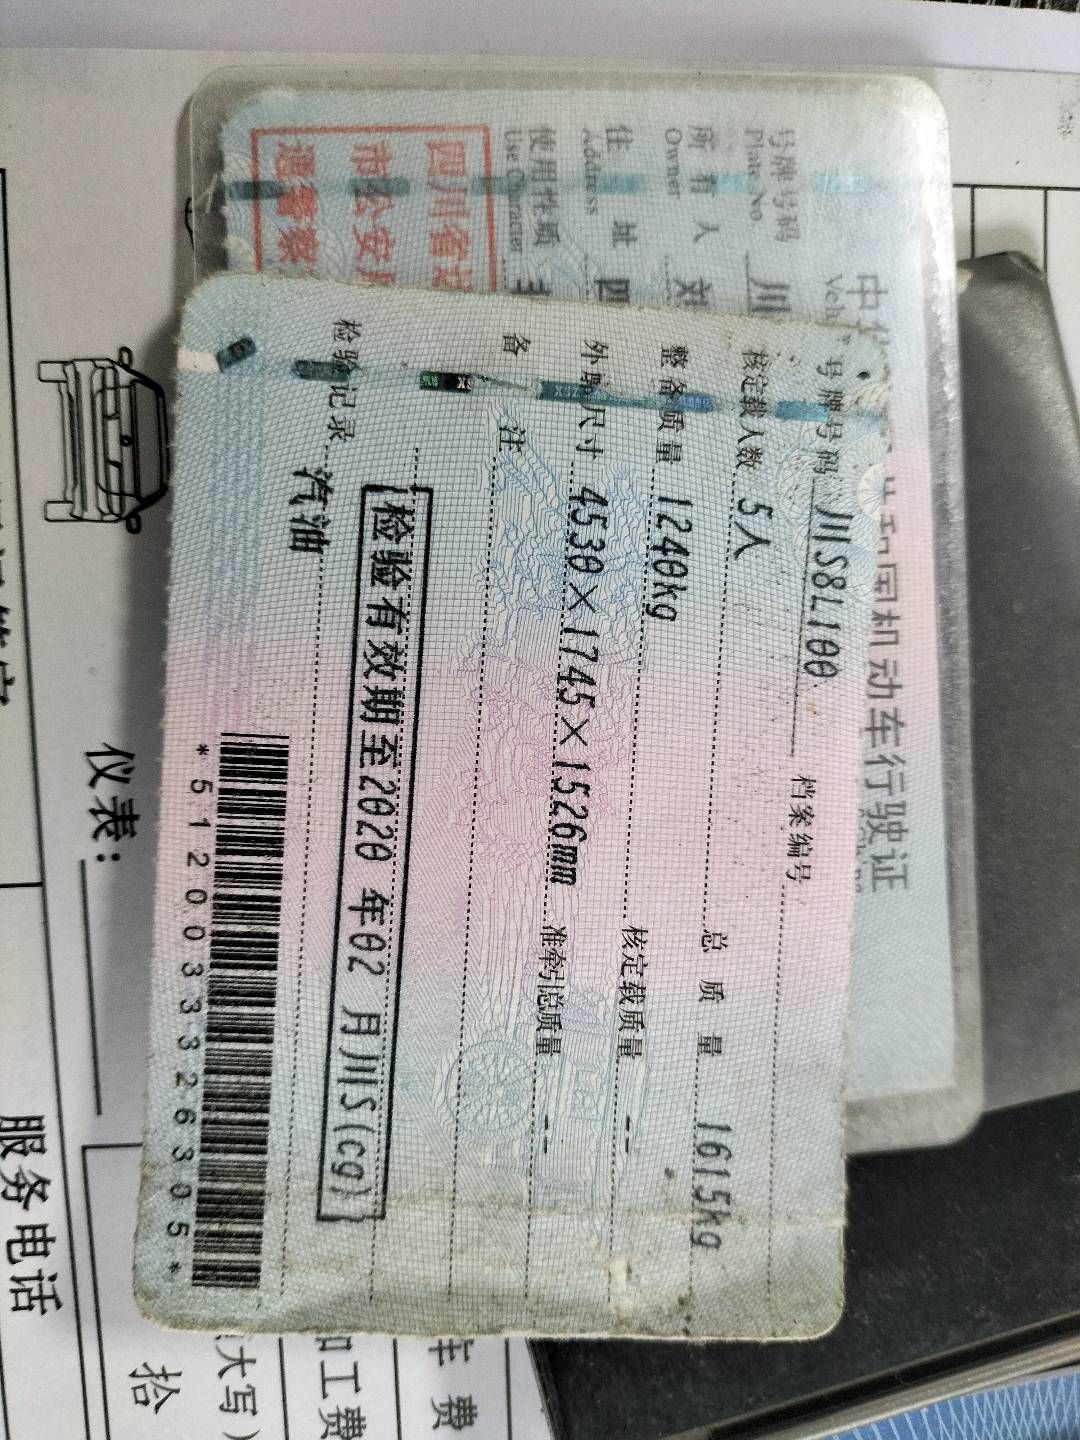 号牌号码 川S8L100 档案编号
核定载人数 5人 总质量 1615kg
整备质量 1240kg 核定载质量 --
外廓尺寸 4530×1745×1526mm 准牵引总质量 --
备注
[检验有效期至2020 年02 月川S(cg)]
检验记录
汽油
*5120033326305*
共和国机动车行驶证
号牌号码 川
Plate No.
所有人 刘
Owner
住址 四
Address
使用性质
Use Character
四川省
市公安
通警察
仪表:
服务电话
大写)
拾
工费
车费